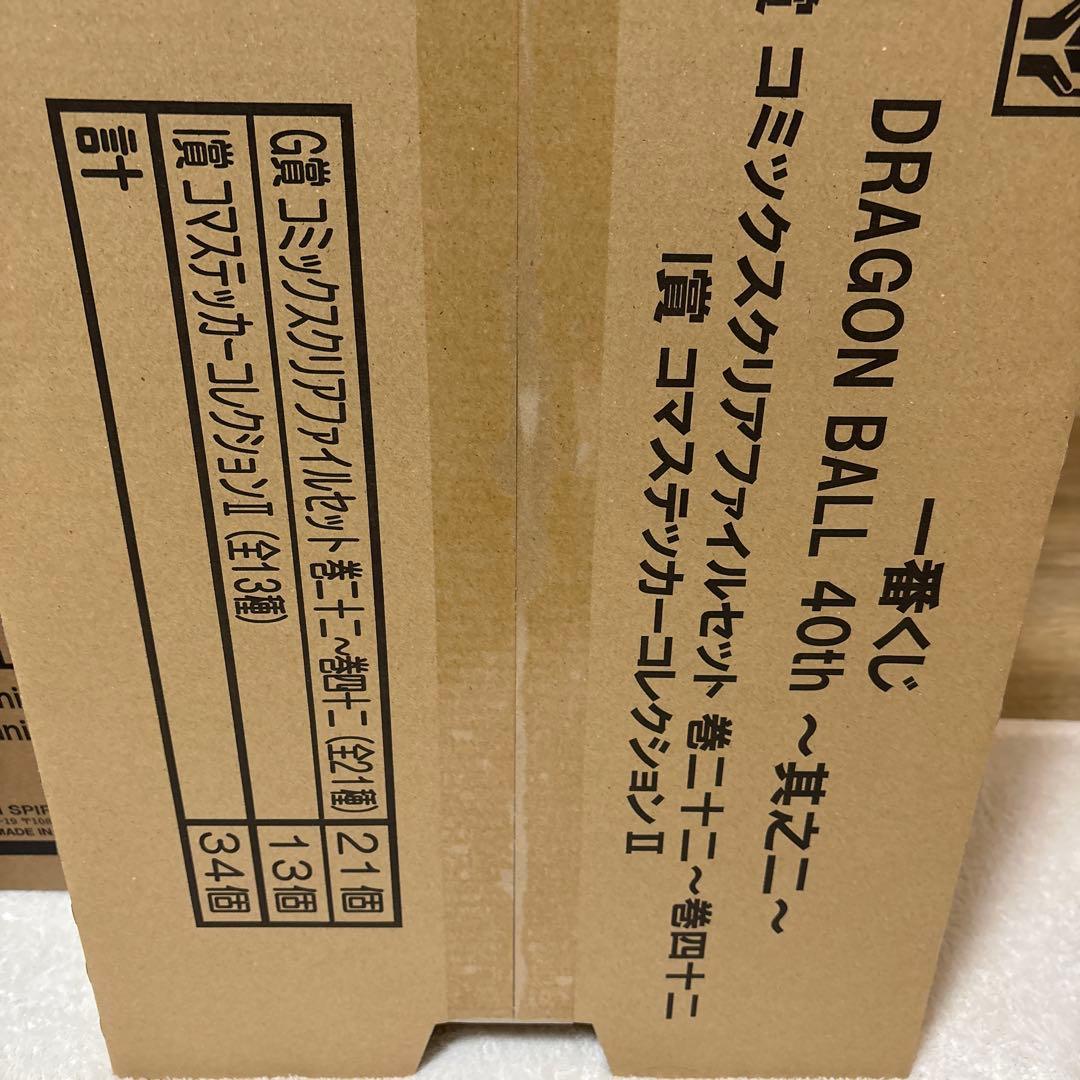 一番くじ
DRAGON BALL 40th ～其之二～
賞 コミックスクリアファイルセット 巻二十二～巻四十二
I賞 コマステッカーコレクションⅡ
G賞 コミックスクリアファイルセット 巻二十二～巻四十二 (全21種) 21個
I賞 コマステッカーコレクションⅡ (全13種) 13個
計 34個
SPIR
-19 〒108
MADE IN